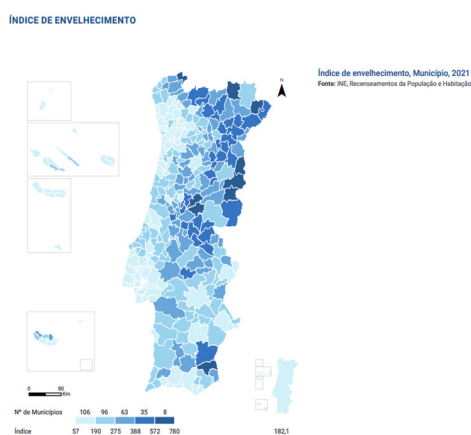 ÍNDICE DE ENVELHECIMENTO
N
Índice de envelhecimento, Município, 2021
Fonte: INE, Recenseamentos da População e Habitação
0 60
Km
Nº de Municípios 106 96 63 35 8
Índice 57 190 275 388 572 780 182,1